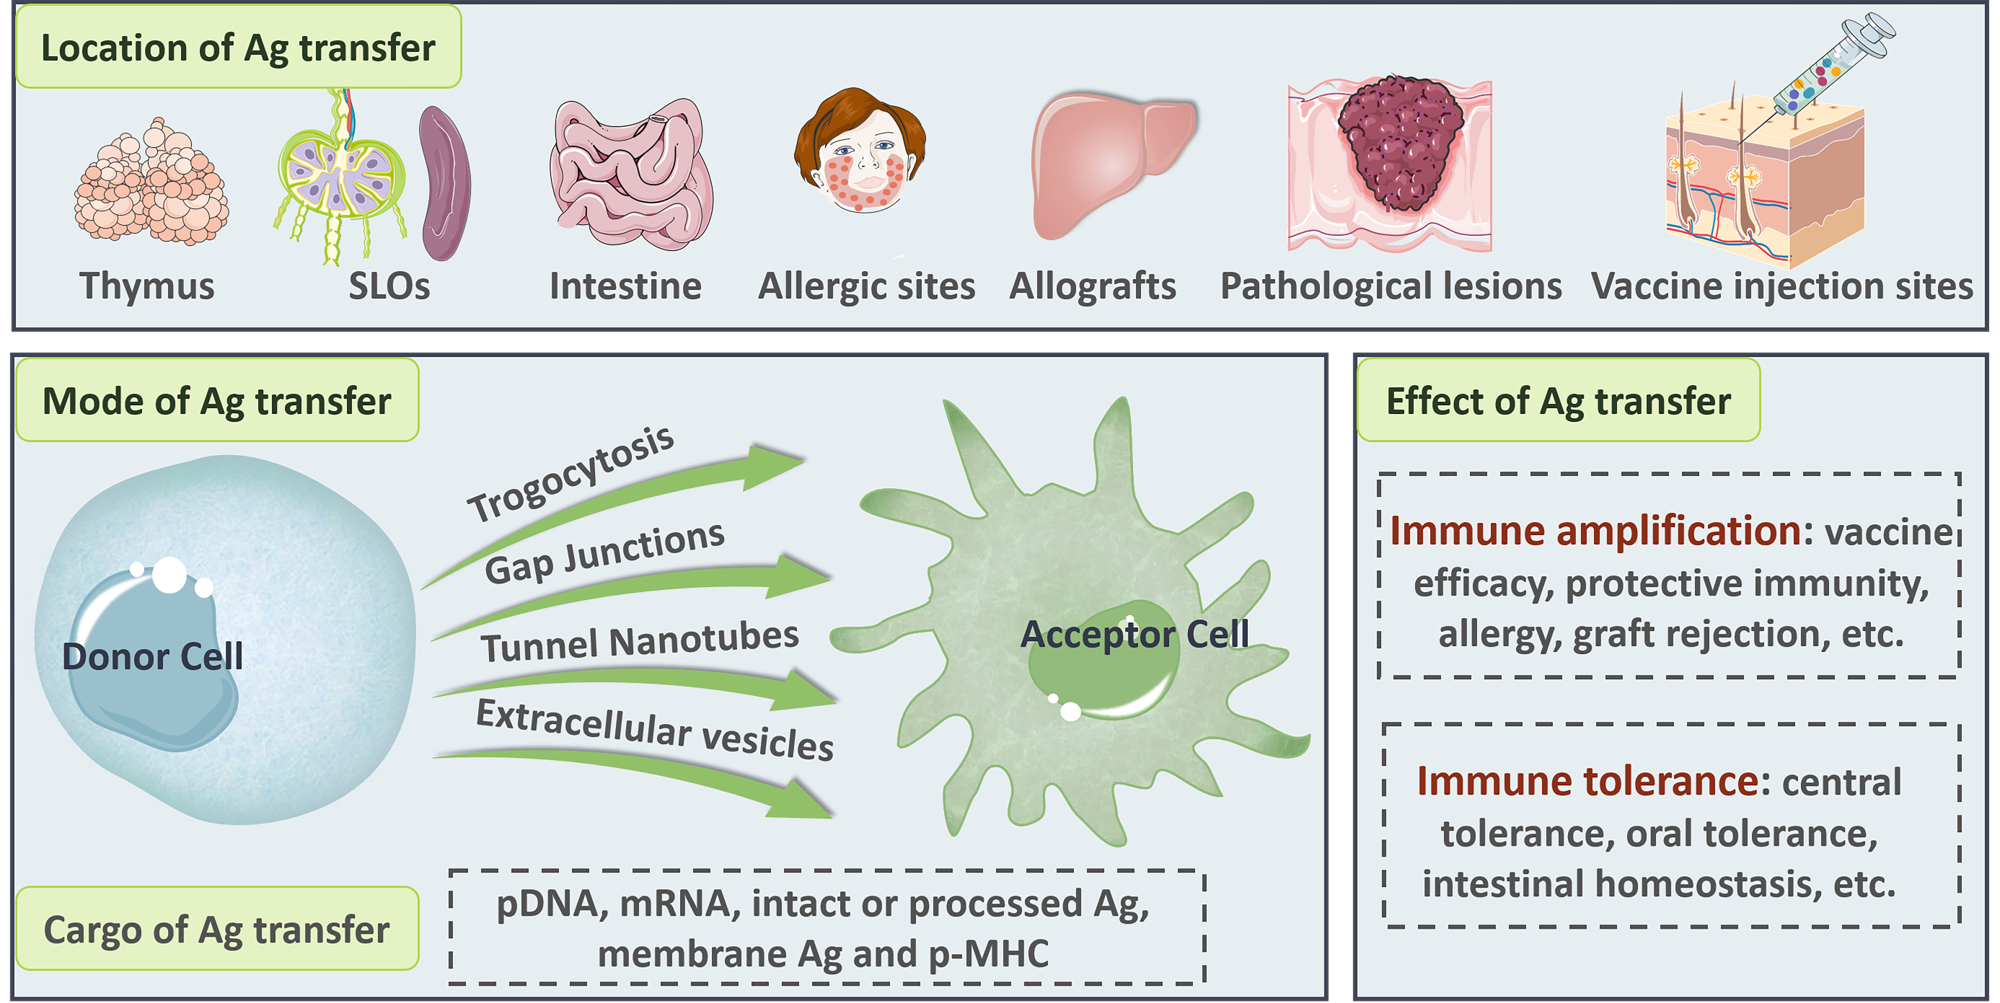 Location of Ag transfer
Thymus
SLOs
Intestine
Allergic sites
Allografts
Pathological lesions
Vaccine injection sites
Mode of Ag transfer
Trogocytosis
Gap Junctions
Tunnel Nanotubes
Extracellular vesicles
Donor Cell
Acceptor Cell
Cargo of Ag transfer
pDNA, mRNA, intact or processed Ag,
membrane Ag and p-MHC
Effect of Ag transfer
Immune amplification: vaccine
efficacy, protective immunity,
allergy, graft rejection, etc.
Immune tolerance: central
tolerance, oral tolerance,
intestinal homeostasis, etc.